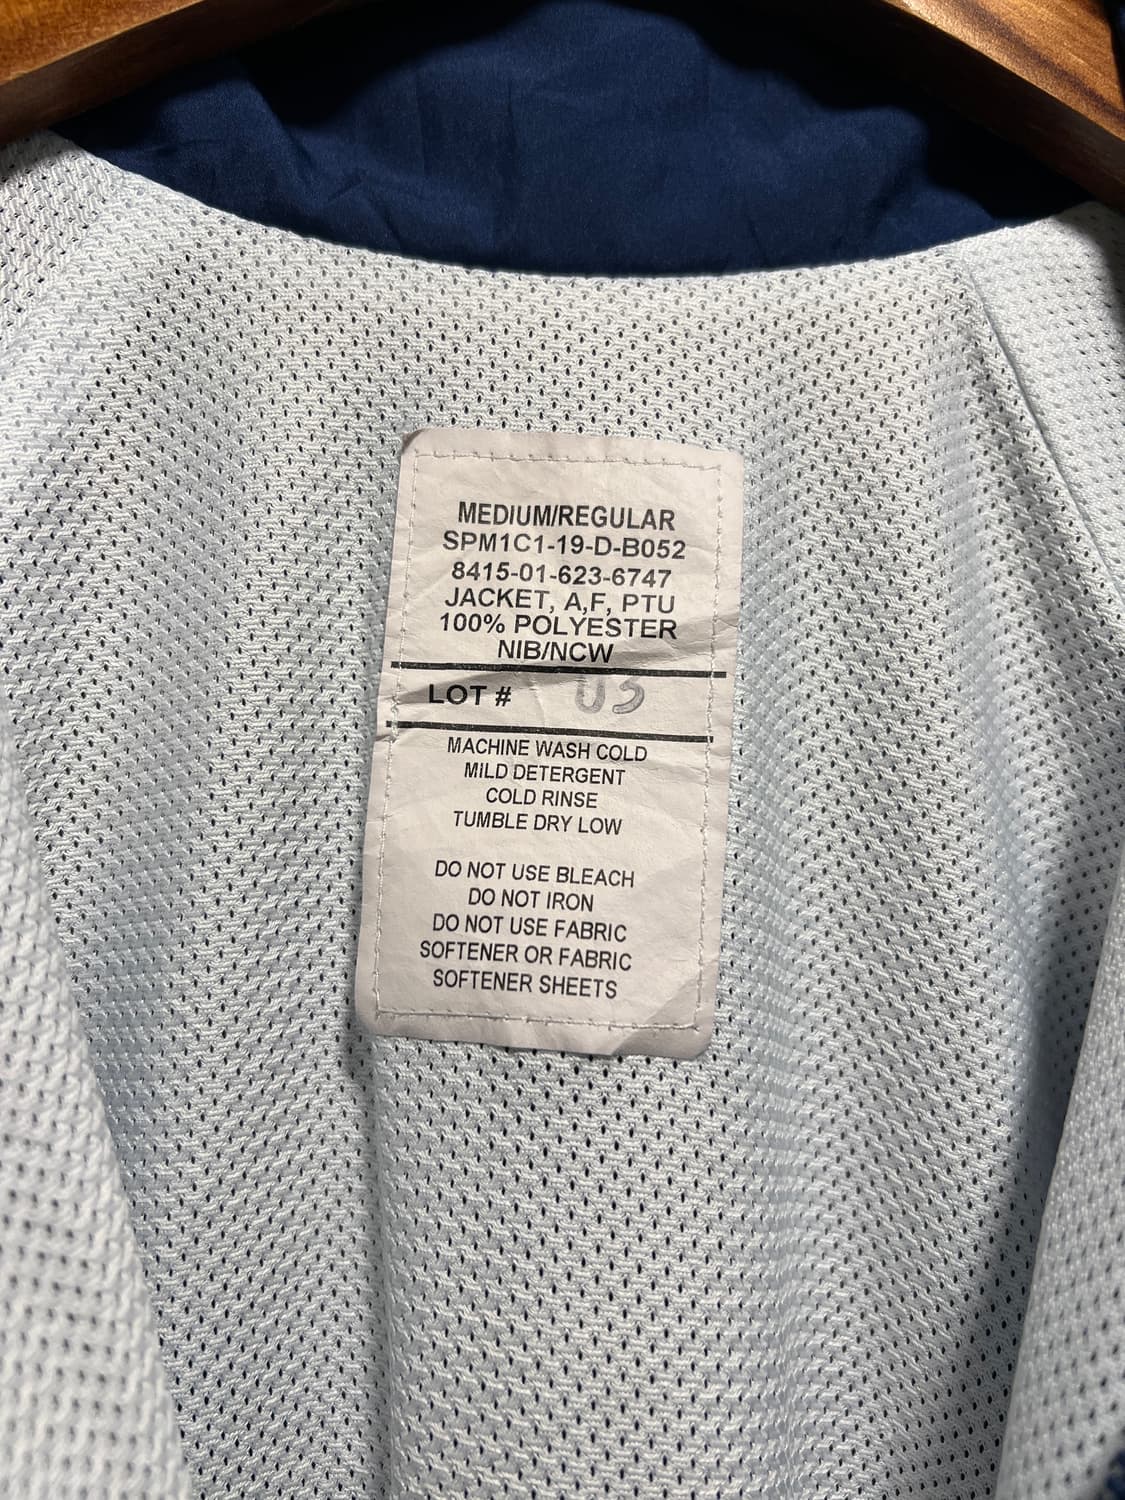 MEDIUM/REGULAR
SPM1C1-19-D-B052
8415-01-623-6747
JACKET, A,F, PTU
100% POLYESTER
NIB/NCW
LOT # 03
MACHINE WASH COLD
MILD DETERGENT
COLD RINSE
TUMBLE DRY LOW
DO NOT USE BLEACH
DO NOT IRON
DO NOT USE FABRIC
SOFTENER OR FABRIC
SOFTENER SHEETS